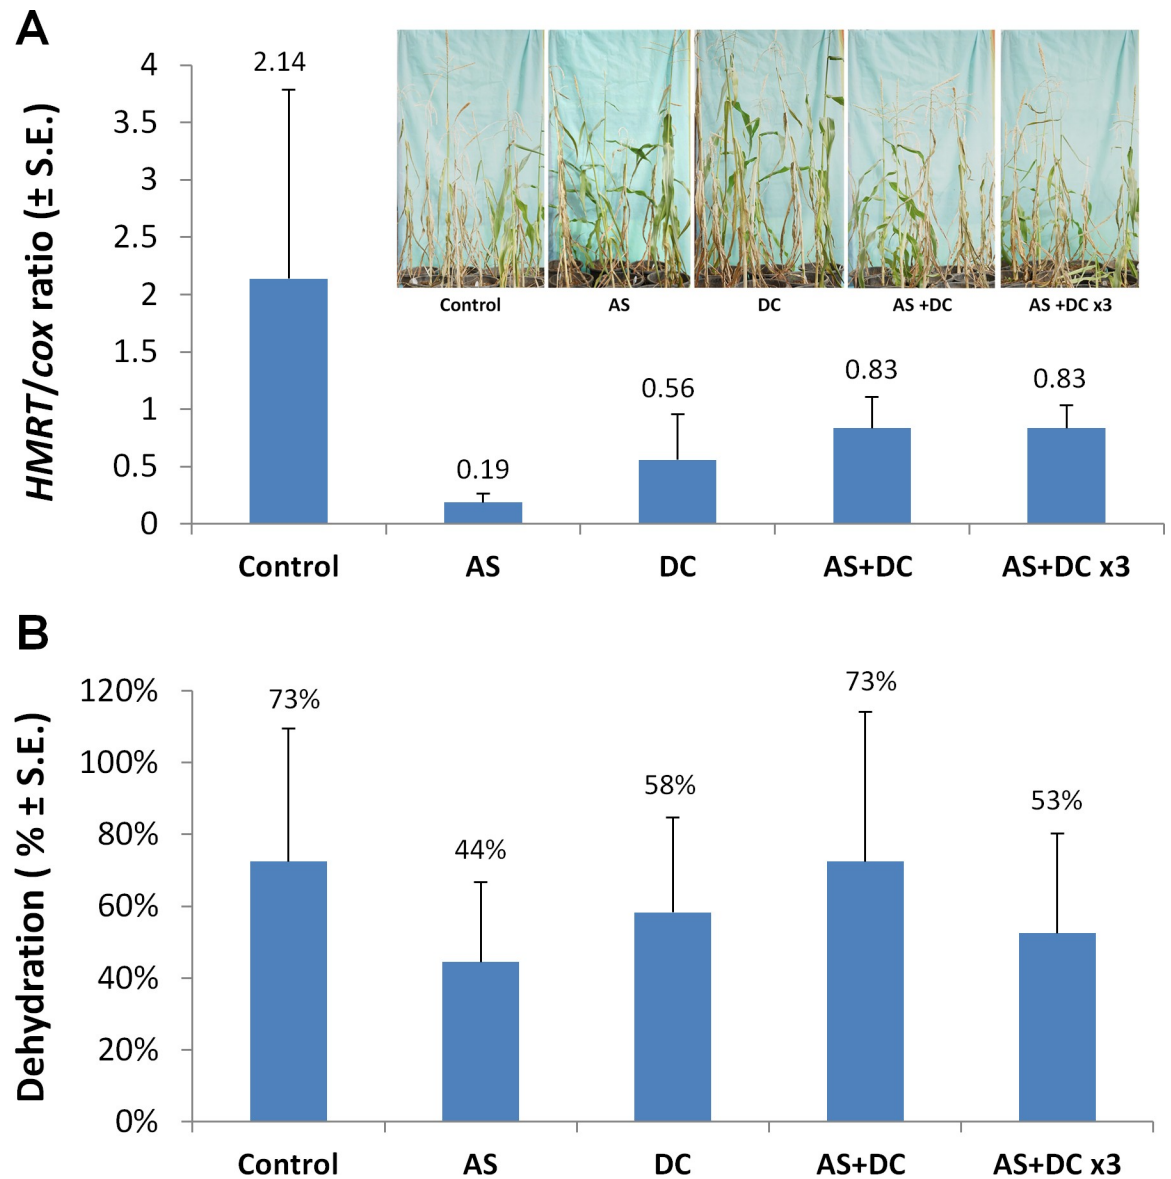 A
HMRT/cox ratio (± S.E.)
4
3.5
3
2.5
2
1.5
1
0.5
0
2.14
0.19
0.56
0.83
0.83
Control
AS
DC
AS +DC
AS +DC x3
Control
AS
DC
AS+DC
AS+DC x3
B
Dehydration ( % ± S.E.)
120%
100%
80%
60%
40%
20%
0%
73%
44%
58%
73%
53%
Control
AS
DC
AS+DC
AS+DC x3